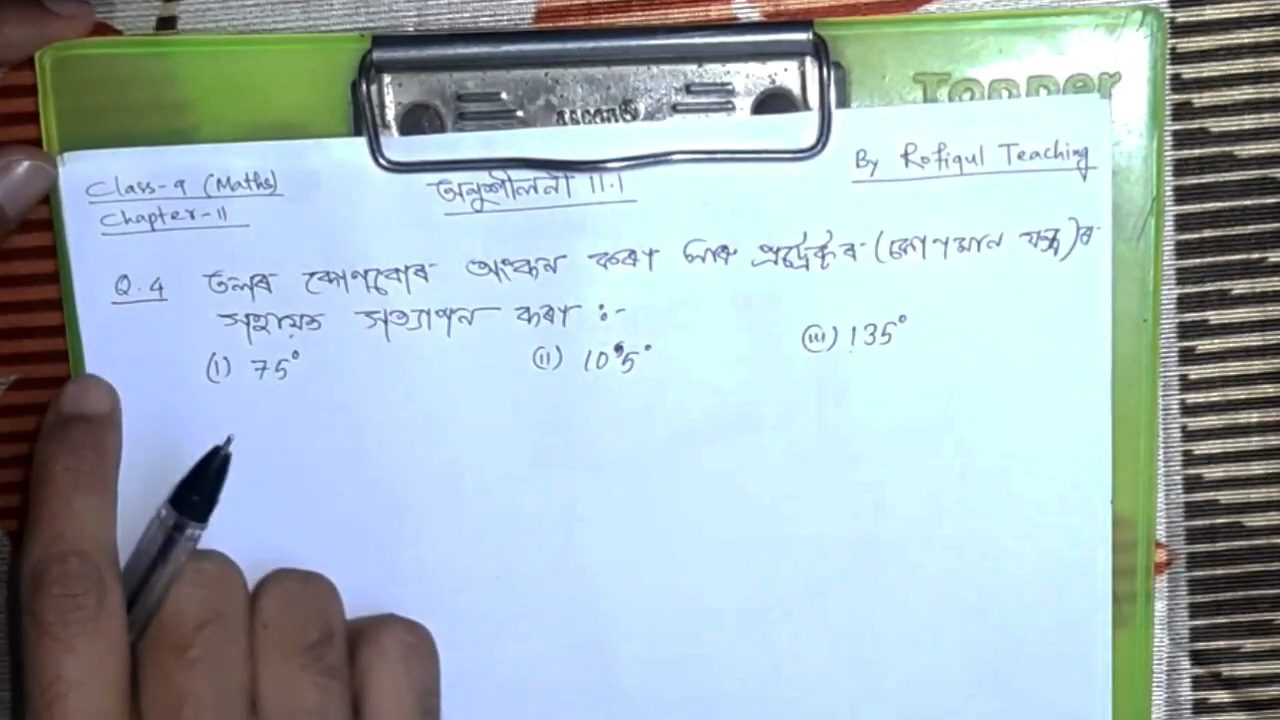 Topper
ascon®
By Rofiqul Teaching
Class-9 (Maths)
Chapter-11
অনুশীলনী 11.1
Q.4 তলৰ কোণবোৰ অংকন কৰা আৰু প্ৰট্ৰেক্টৰ (কোণমান যন্ত্ৰ)ৰ
সহায়ত সত্যাপন কৰা :-
(i) 75° (ii) 105° (iii) 135°